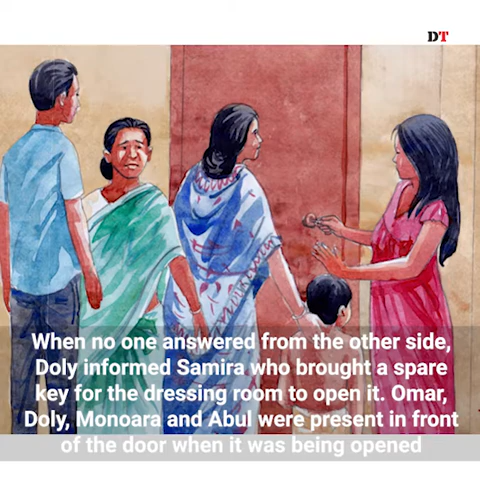 DT
When no one answered from the other side,
Doly informed Samira who brought a spare
key for the dressing room to open it. Omar,
Doly, Monoara and Abul were present in front
of the door when it was being opened